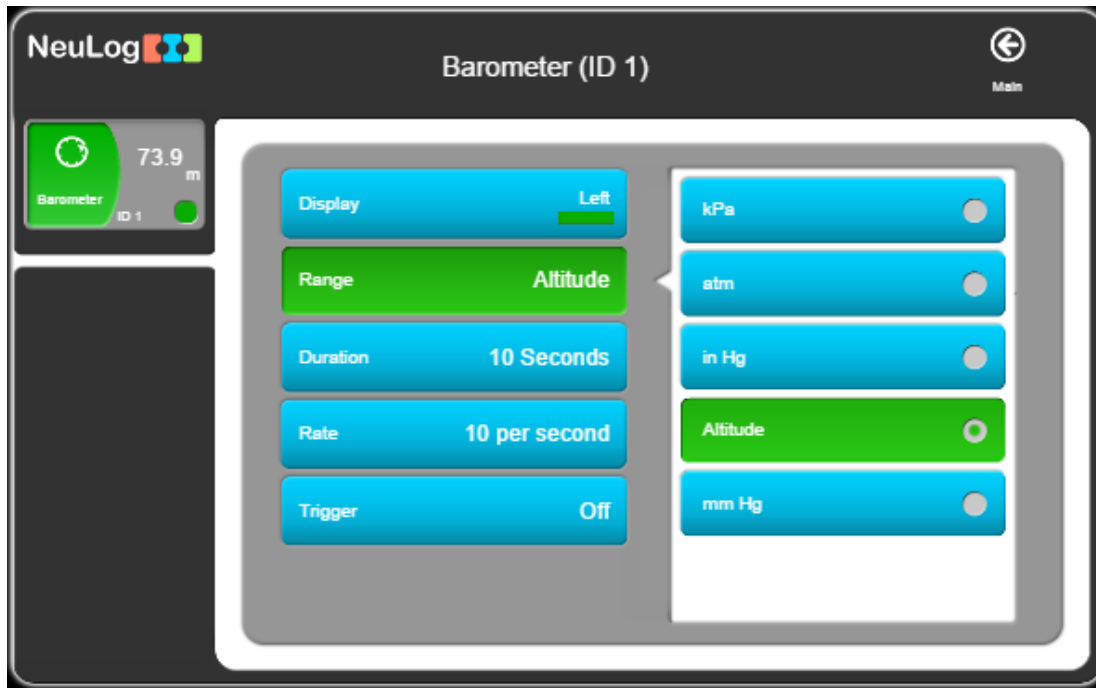 NeuLog
Barometer (ID 1)
Main
73.9
m
Barometer
ID 1
Display Left
Range Altitude
Duration 10 Seconds
Rate 10 per second
Trigger Off
kPa
atm
in Hg
Altitude
mm Hg